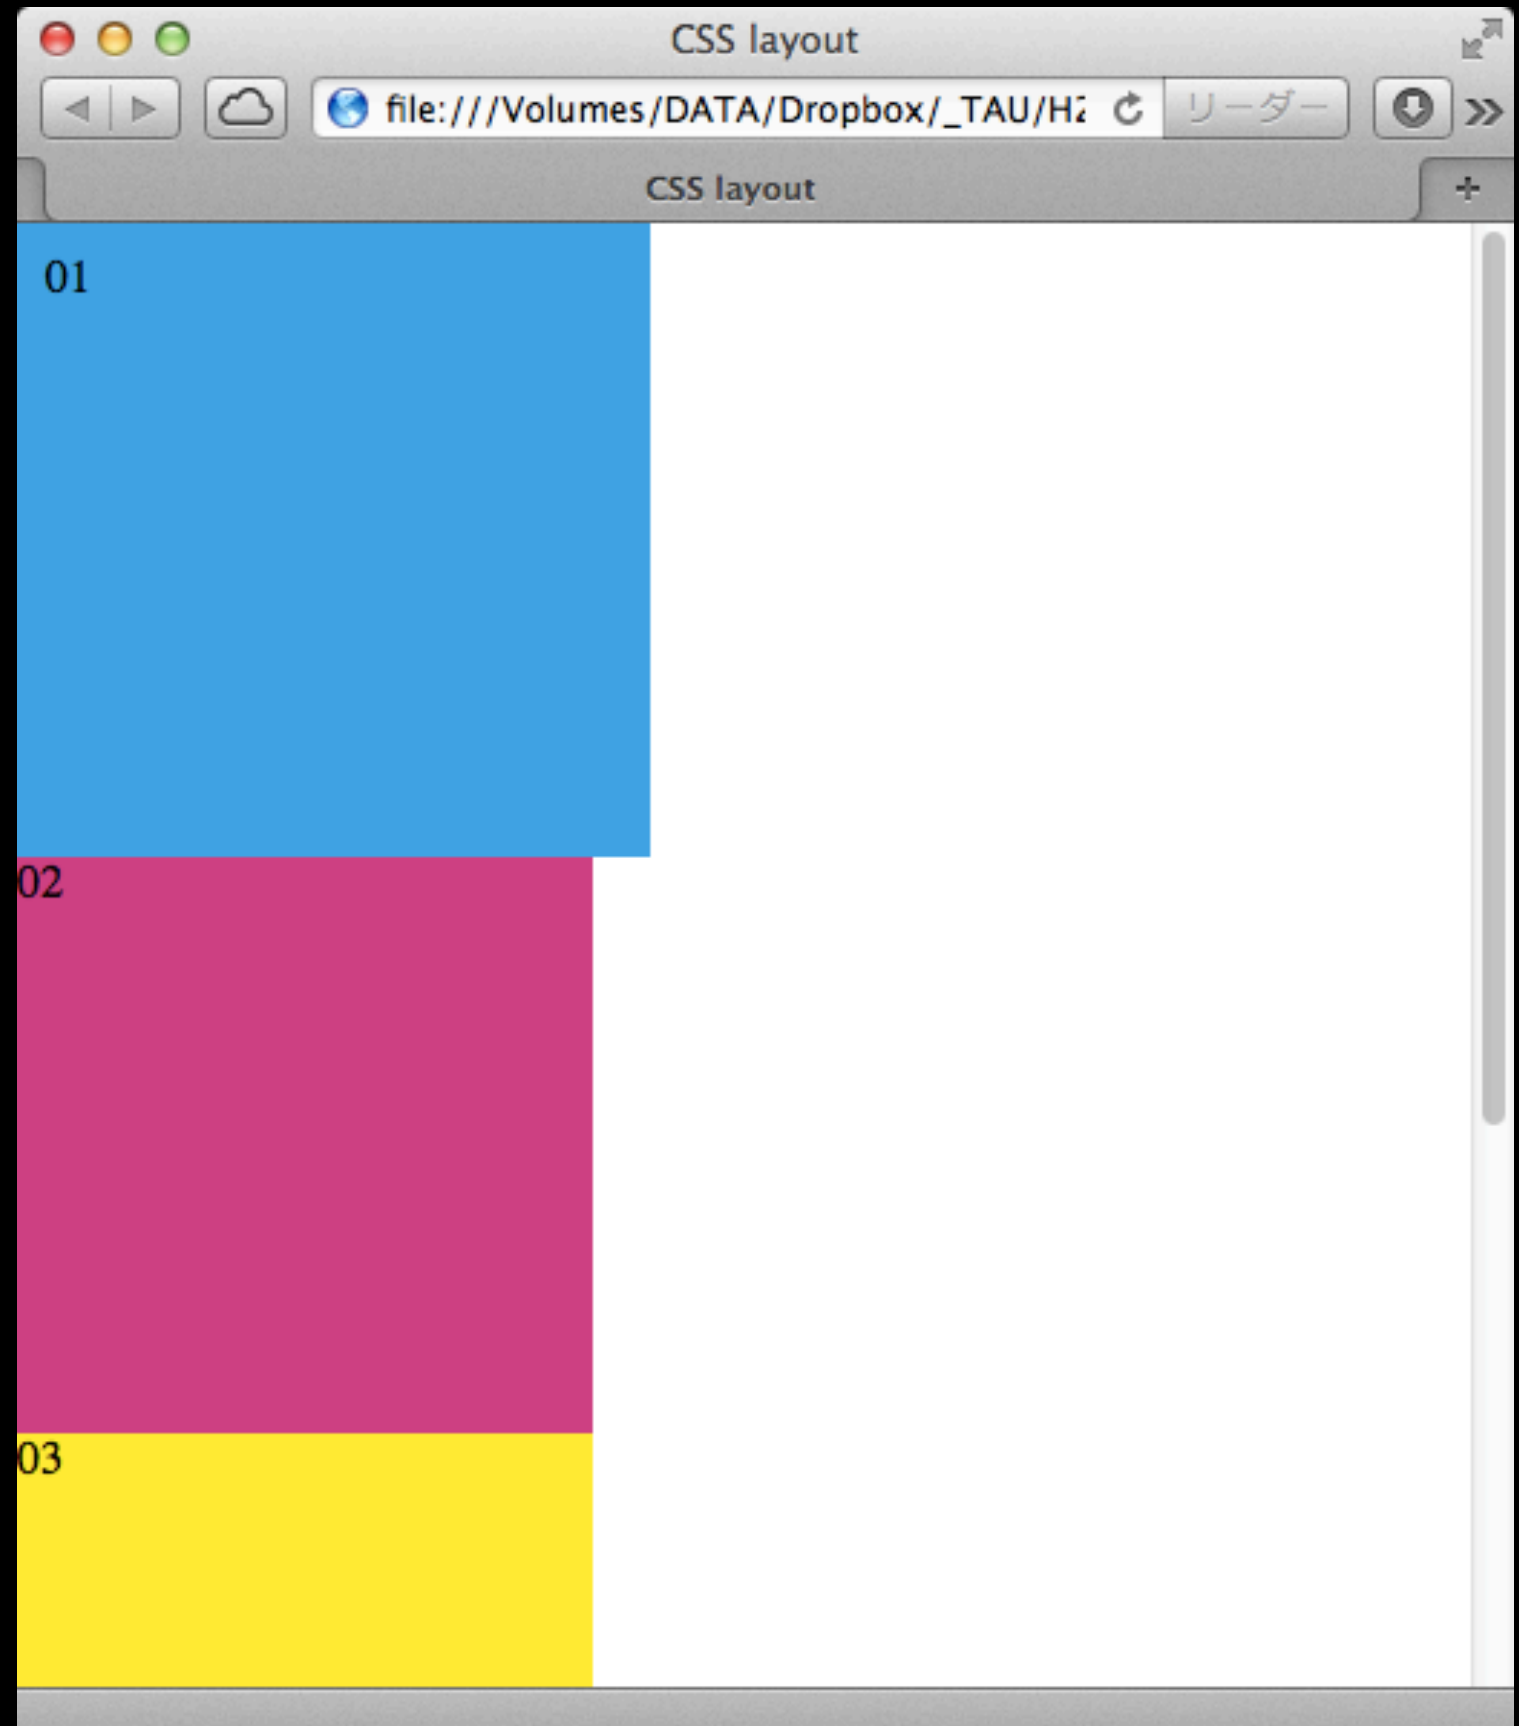 CSS layout
file:///Volumes/DATA/Dropbox/_TAU/H
リーダー
CSS layout
01
02
03